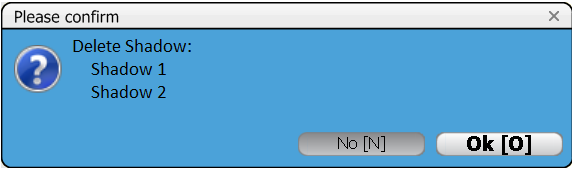 Please confirm
Delete Shadow:
Shadow 1
Shadow 2
No [N]
Ok [O]